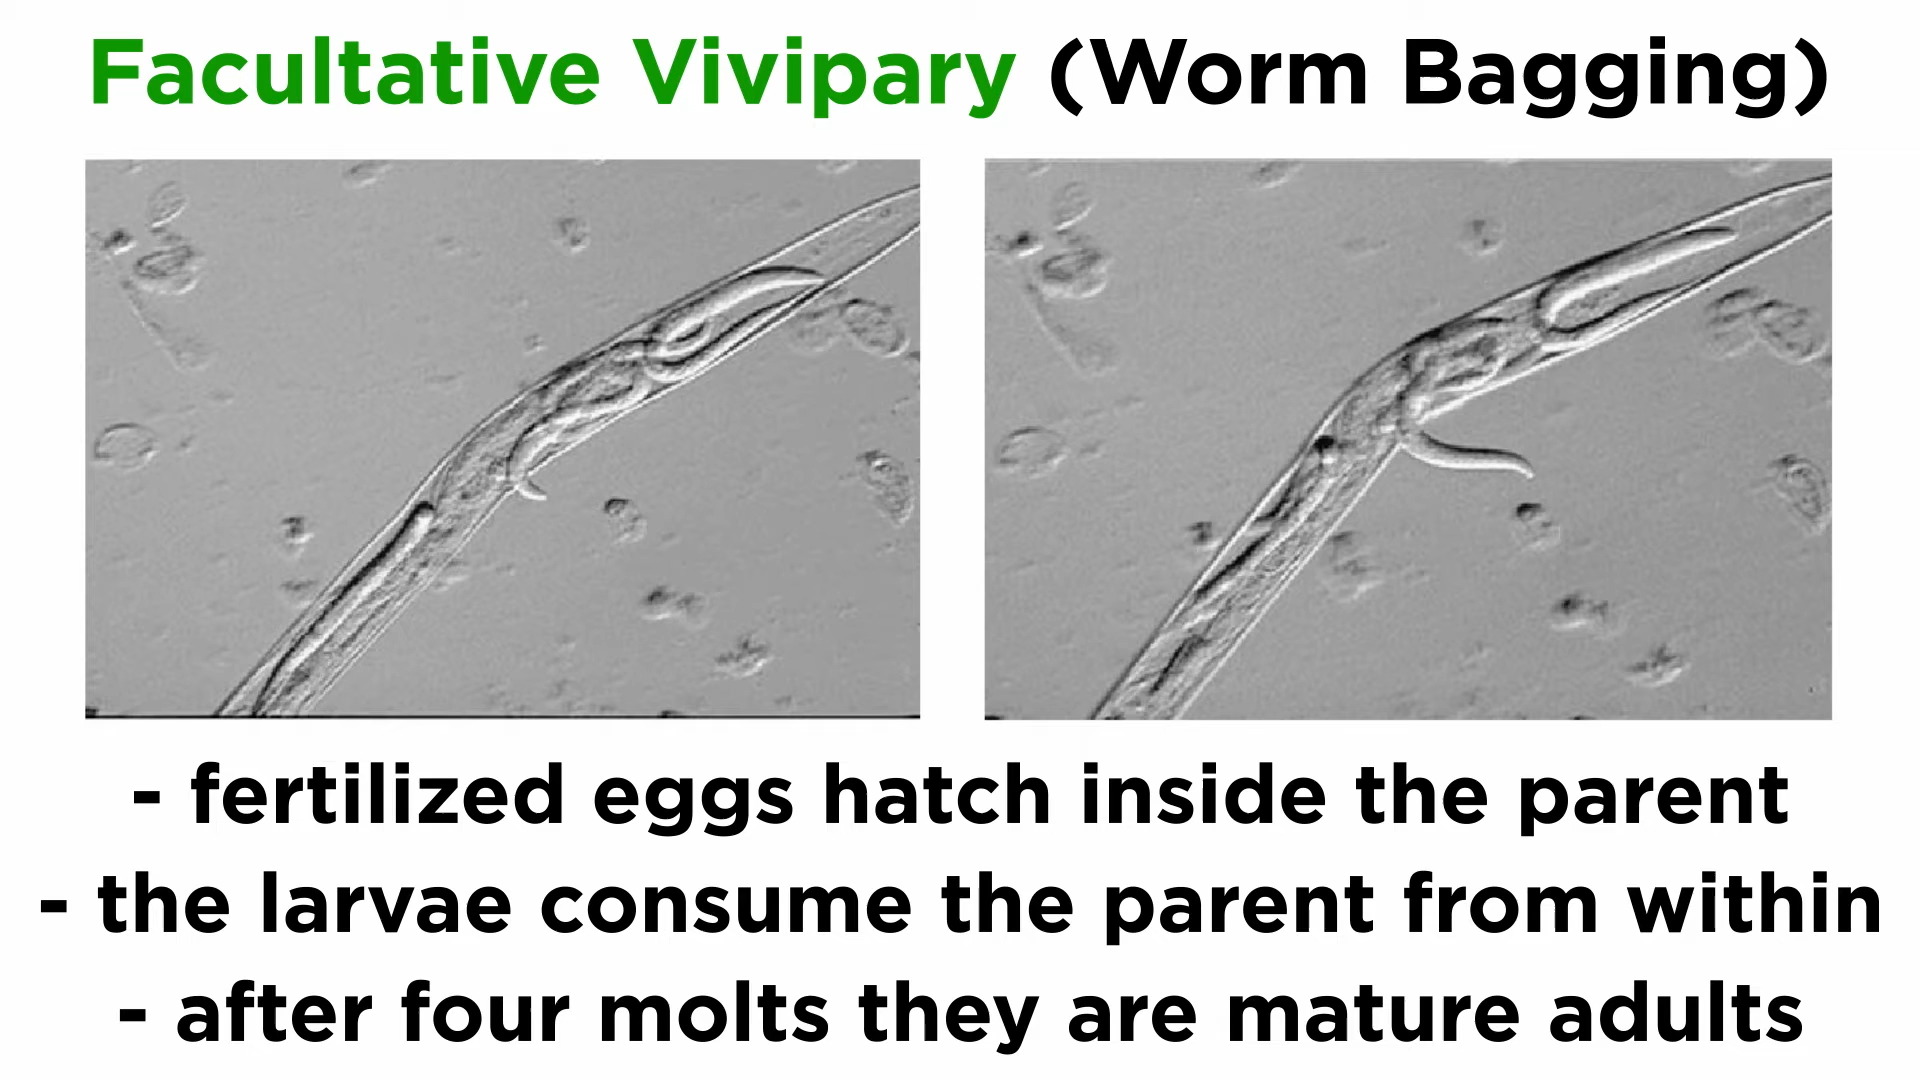 Facultative Vivipary (Worm Bagging)
- fertilized eggs hatch inside the parent
- the larvae consume the parent from within
- after four molts they are mature adults